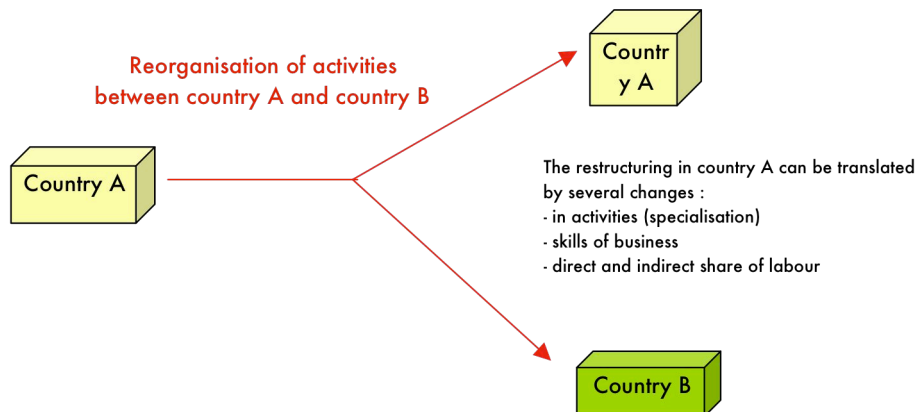 Reorganisation of activities
between country A and country B
Countr
y A
Country A
The restructuring in country A can be translated
by several changes :
- in activities (specialisation)
- skills of business
- direct and indirect share of labour
Country B